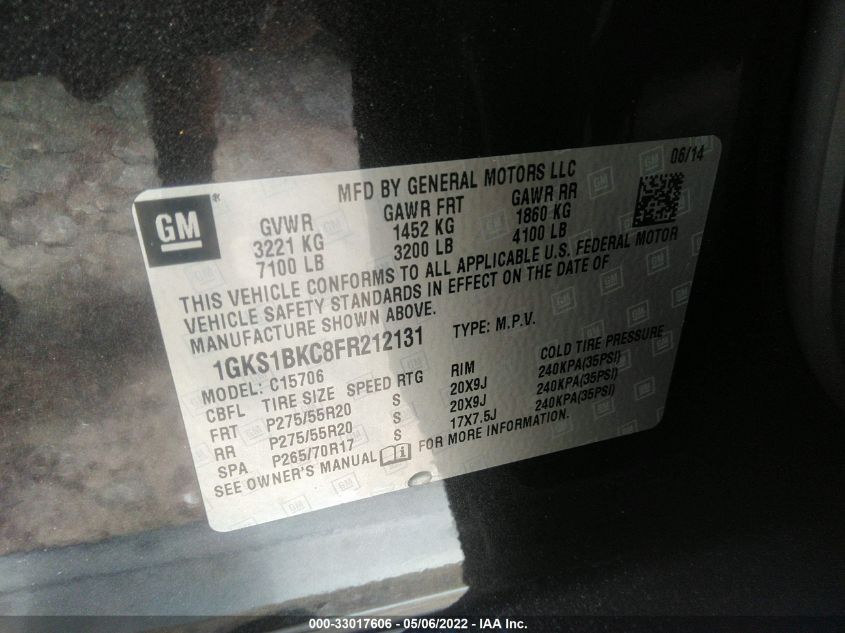 06/14
MFD BY GENERAL MOTORS LLC
GM
GVWR GAWR FRT GAWR RR
3221 KG 1452 KG 1860 KG
7100 LB 3200 LB 4100 LB
THIS VEHICLE CONFORMS TO ALL APPLICABLE U.S. FEDERAL MOTOR
VEHICLE SAFETY STANDARDS IN EFFECT ON THE DATE OF
MANUFACTURE SHOWN ABOVE.
1GKS1BKC8FR212131 TYPE: M.P.V.
MODEL: C15706
CBFL TIRE SIZE SPEED RTG RIM COLD TIRE PRESSURE
FRT P275/55R20 S 20X9J 240KPA(35PSI)
RR P275/55R20 S 20X9J 240KPA(35PSI)
SPA P265/70R17 S 17X7.5J 240KPA(35PSI)
SEE OWNER'S MANUAL i FOR MORE INFORMATION.
000-33017606 - 05/06/2022 - IAA Inc.